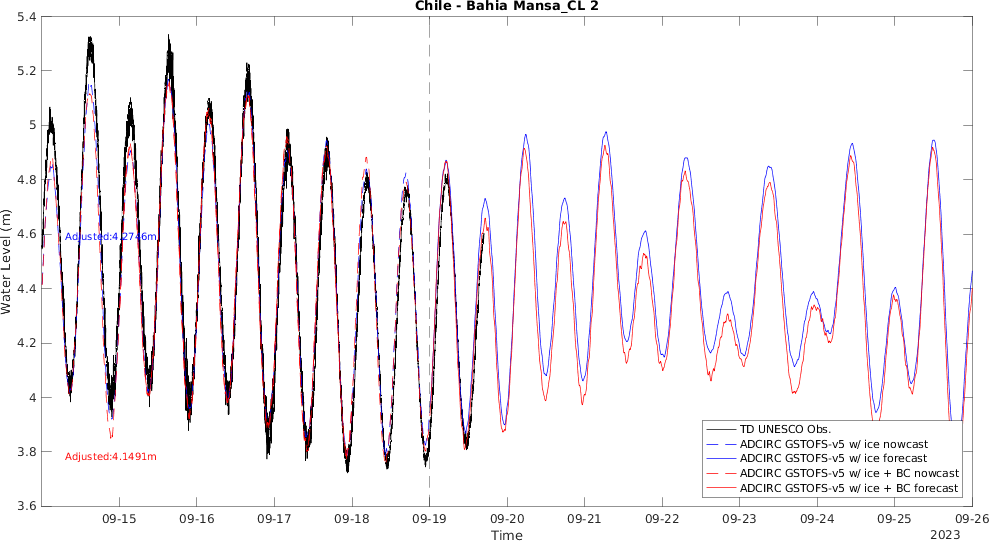 Chile - Bahia Mansa_CL 2
5.4
5.2
5
4.8
4.6
4.4
4.2
4
3.8
3.6
Water Level (m)
Adjusted:4.2746m
Adjusted:4.1491m
TD UNESCO Obs.
ADCIRC GSTOFS-v5 w/ ice nowcast
ADCIRC GSTOFS-v5 w/ ice forecast
ADCIRC GSTOFS-v5 w/ ice + BC nowcast
ADCIRC GSTOFS-v5 w/ ice + BC forecast
09-15 09-16 09-17 09-18 09-19 09-20 09-21 09-22 09-23 09-24 09-25 09-26
Time
2023